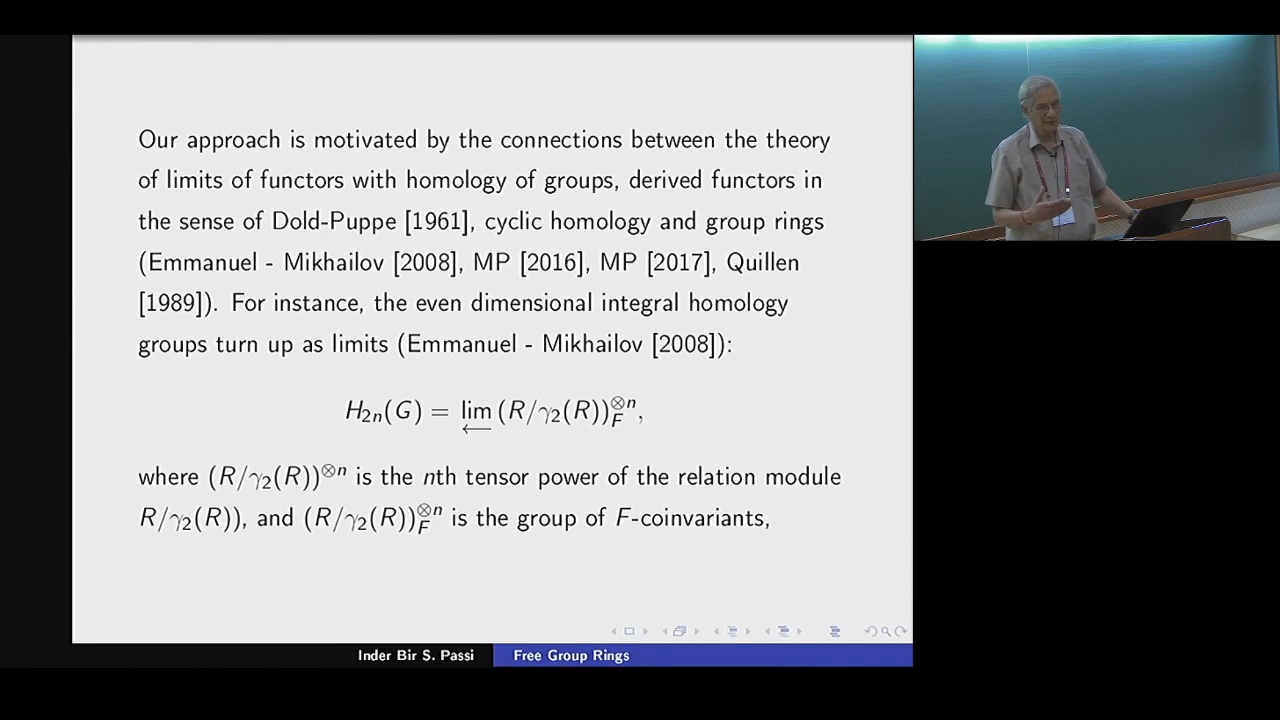 Our approach is motivated by the connections between the theory
of limits of functors with homology of groups, derived functors in
the sense of Dold-Puppe [1961], cyclic homology and group rings
(Emmanuel - Mikhailov [2008], MP [2016], MP [2017], Quillen
[1989]). For instance, the even dimensional integral homology
groups turn up as limits (Emmanuel - Mikhailov [2008]):
H₂ₙ(G) = lim← (R/γ₂(R))_F^⊗n,
where (R/γ₂(R))^⊗n is the nth tensor power of the relation module
R/γ₂(R)), and (R/γ₂(R))_F^⊗n is the group of F-coinvariants,
Inder Bir S. Passi Free Group Rings